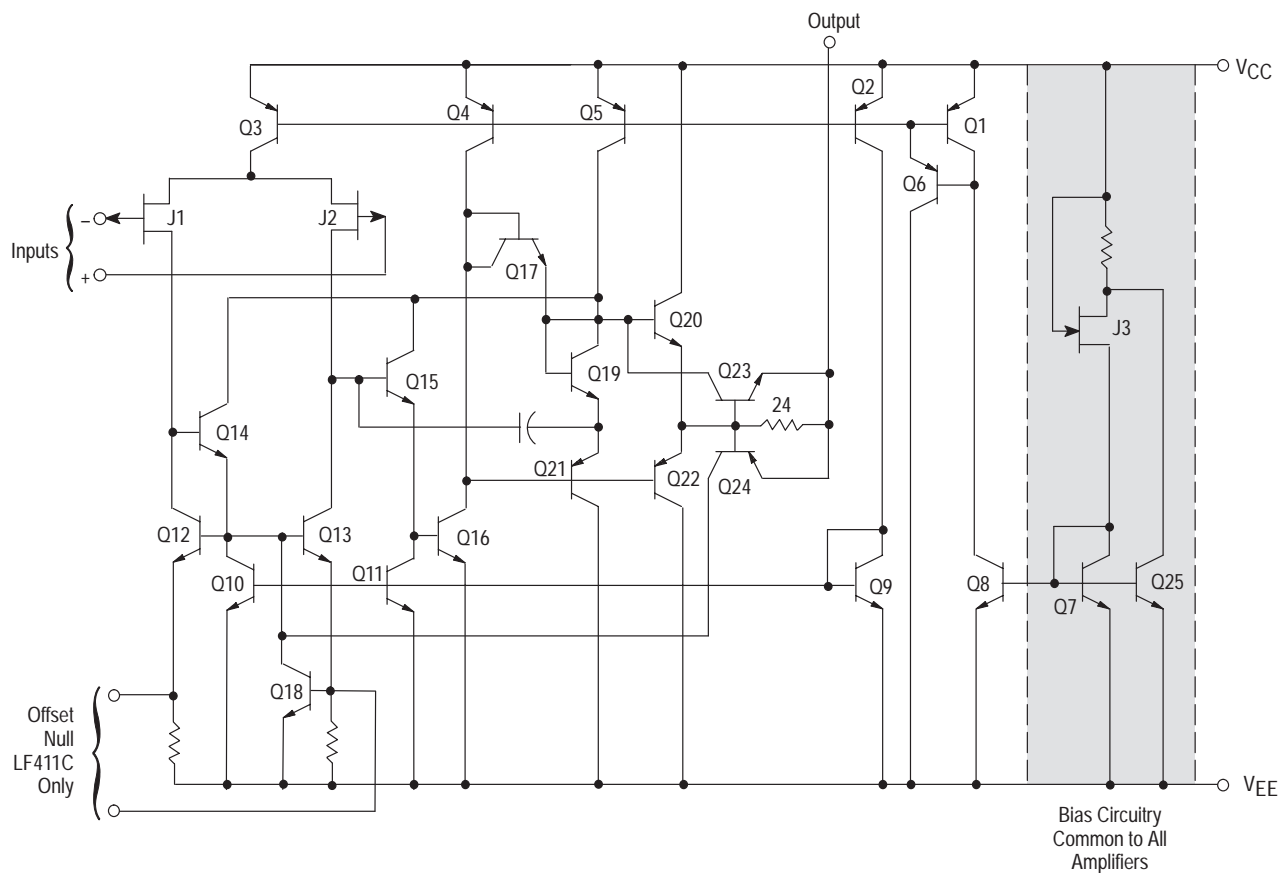 Output
VCC
Q2
Q3
Q4
Q5
Q1
Q6
J1
J2
−
Inputs
+
Q17
J3
Q20
Q15
Q19
Q23
24
Q14
Q21
Q22
Q24
Q12
Q13
Q16
Q10
Q11
Q9
Q8
Q7
Q25
Q18
Offset
Null
LF411C
Only
VEE
Bias Circuitry
Common to All
Amplifiers